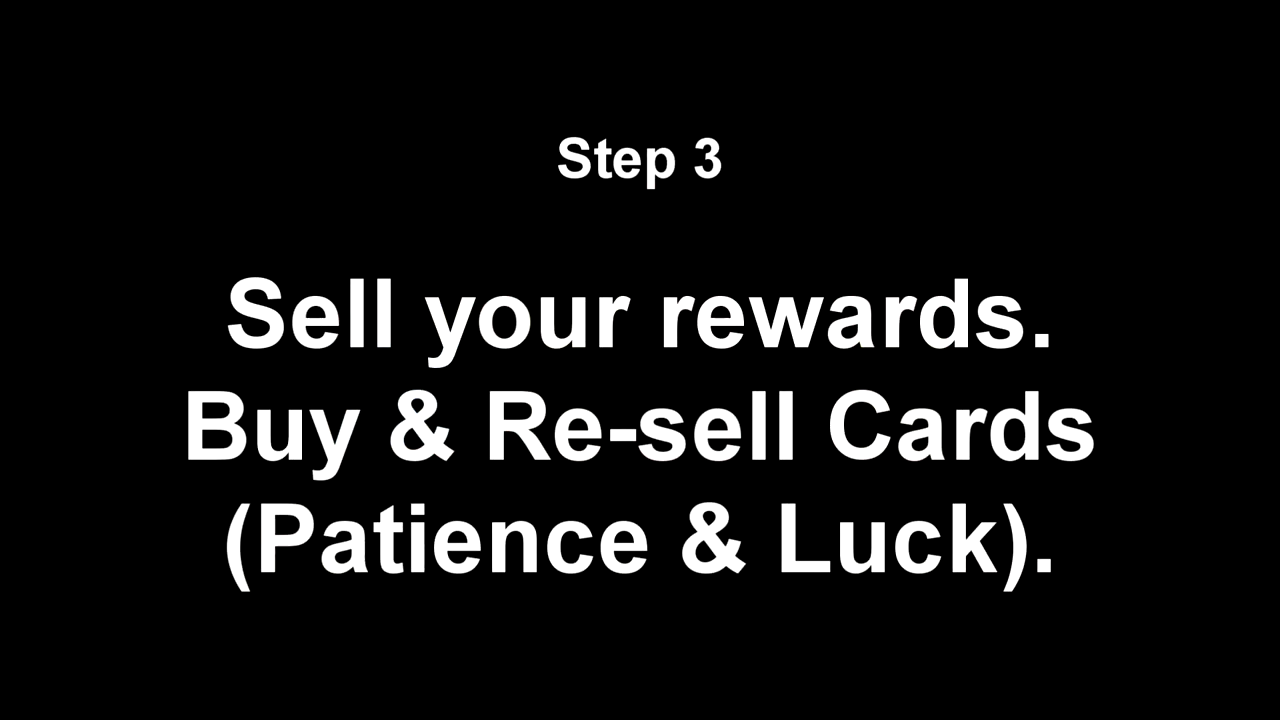 Step 3
Sell your rewards.
Buy & Re-sell Cards
(Patience & Luck).